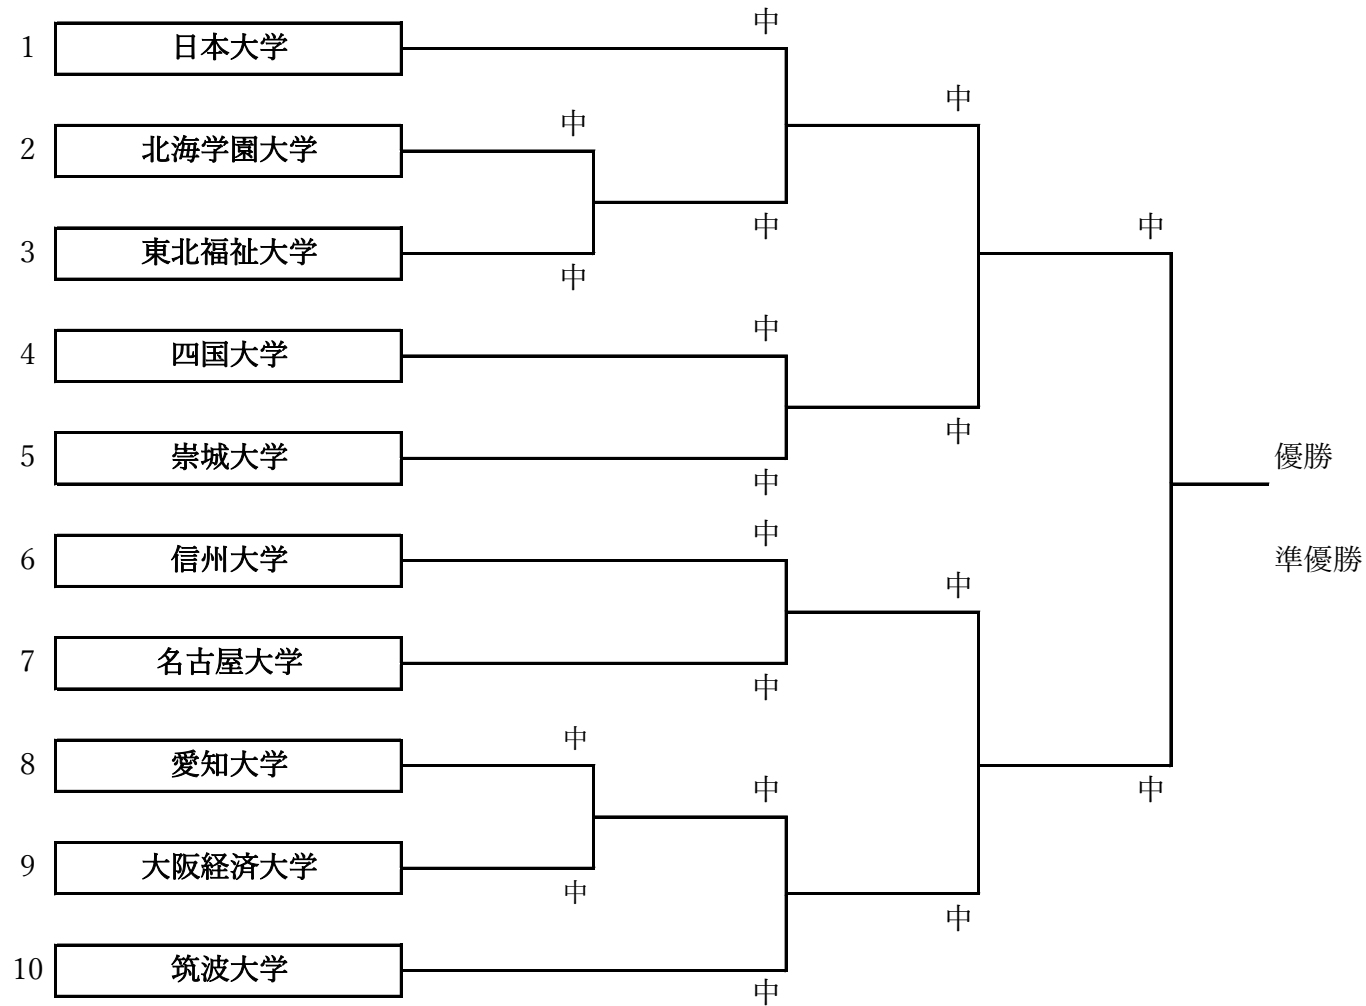 中
1 日本大学
中
中
2 北海学園大学
中 中
3 東北福祉大学
中
中
4 四国大学
中
5 崇城大学
優勝
中
中
6 信州大学
準優勝
中
7 名古屋大学
中
中
8 愛知大学
中 中
9 大阪経済大学
中
中
10 筑波大学
中